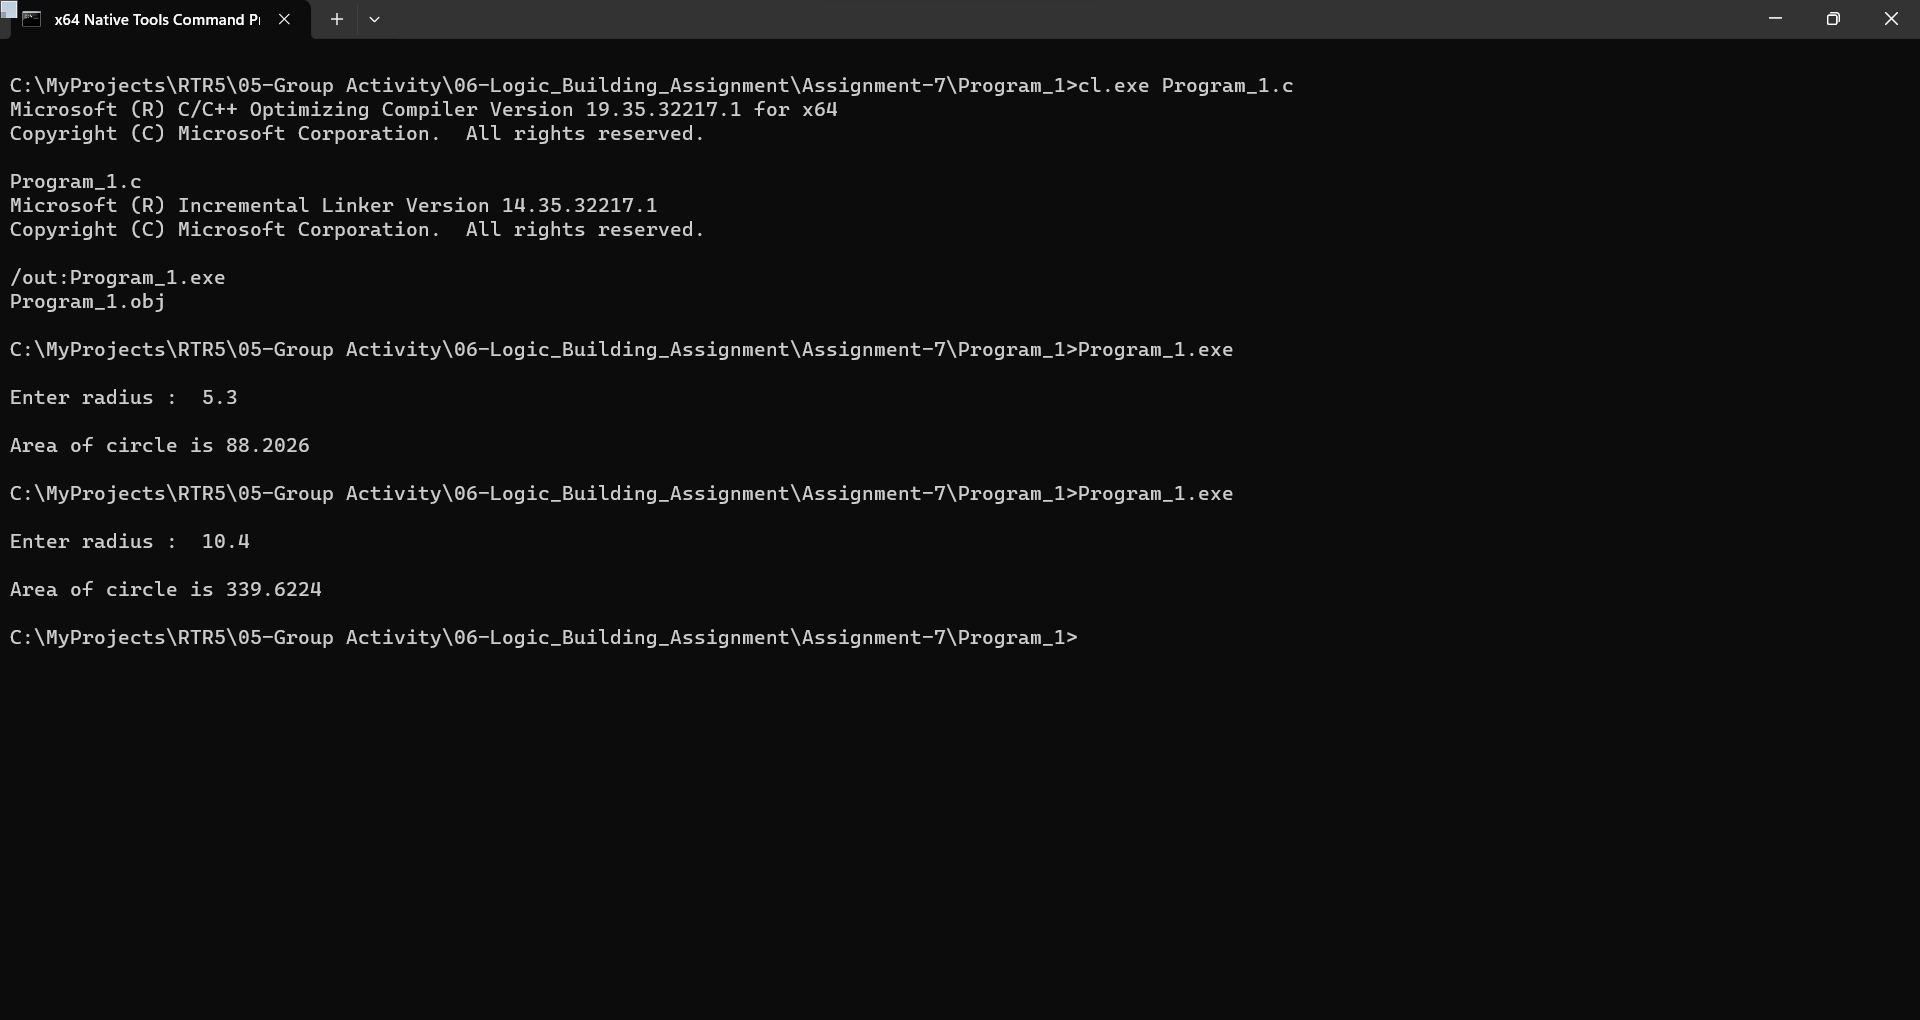 x64 Native Tools Command Pr
C:\MyProjects\RTR5\05-Group Activity\06-Logic_Building_Assignment\Assignment-7\Program_1>cl.exe Program_1.c
Microsoft (R) C/C++ Optimizing Compiler Version 19.35.32217.1 for x64
Copyright (C) Microsoft Corporation.  All rights reserved.
Program_1.c
Microsoft (R) Incremental Linker Version 14.35.32217.1
Copyright (C) Microsoft Corporation.  All rights reserved.
/out:Program_1.exe
Program_1.obj
C:\MyProjects\RTR5\05-Group Activity\06-Logic_Building_Assignment\Assignment-7\Program_1>Program_1.exe
Enter radius :  5.3
Area of circle is 88.2026
C:\MyProjects\RTR5\05-Group Activity\06-Logic_Building_Assignment\Assignment-7\Program_1>Program_1.exe
Enter radius :  10.4
Area of circle is 339.6224
C:\MyProjects\RTR5\05-Group Activity\06-Logic_Building_Assignment\Assignment-7\Program_1>